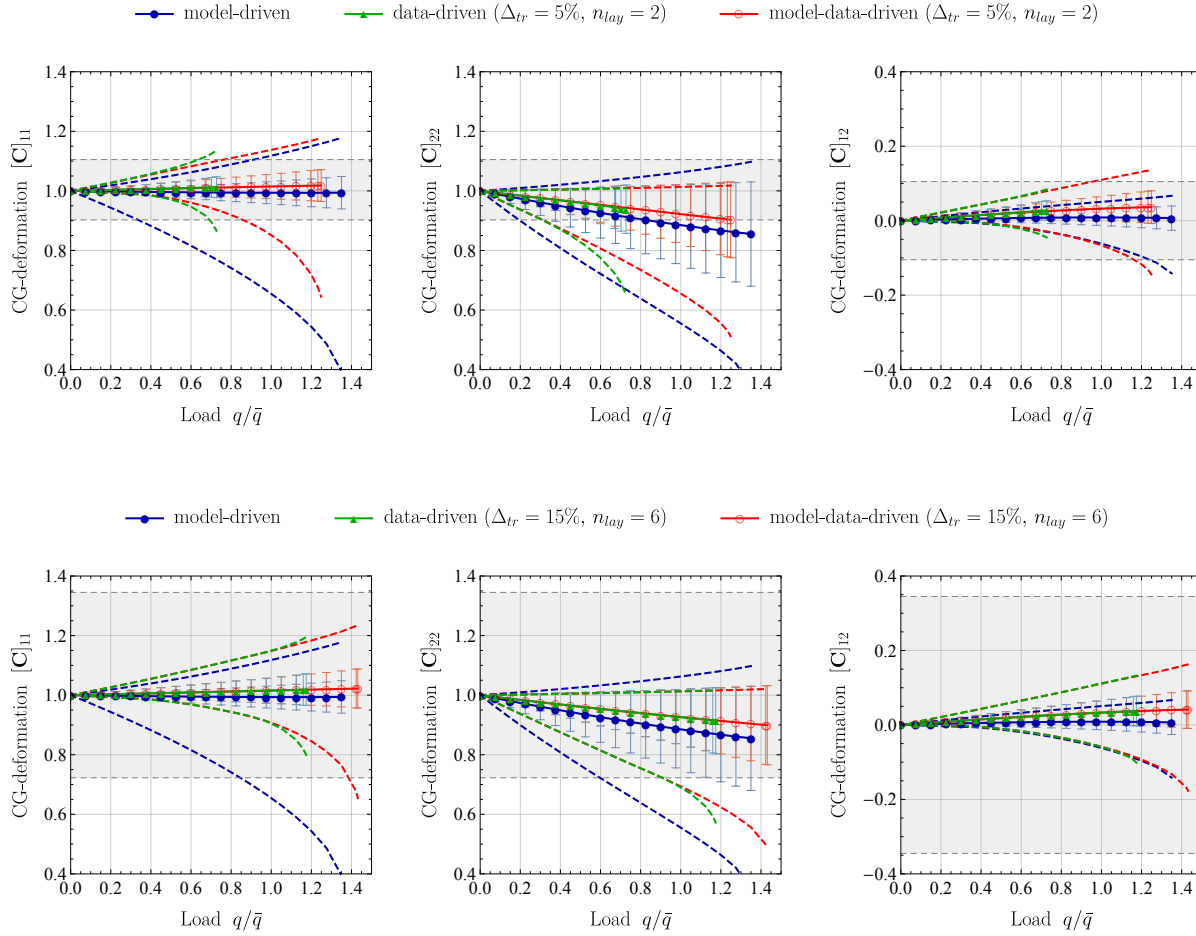 model-driven data-driven (Δ_tr = 5%, n_lay = 2) model-data-driven (Δ_tr = 5%, n_lay = 2)
CG-deformation [C]_11
1.4
1.2
1.0
0.8
0.6
0.4
0.0 0.2 0.4 0.6 0.8 1.0 1.2 1.4
Load q/q̄
CG-deformation [C]_22
1.4
1.2
1.0
0.8
0.6
0.4
0.0 0.2 0.4 0.6 0.8 1.0 1.2 1.4
Load q/q̄
CG-deformation [C]_12
0.4
0.2
0.0
−0.2
−0.4
0.0 0.2 0.4 0.6 0.8 1.0 1.2 1.4
Load q/q̄
model-driven data-driven (Δ_tr = 15%, n_lay = 6) model-data-driven (Δ_tr = 15%, n_lay = 6)
CG-deformation [C]_11
1.4
1.2
1.0
0.8
0.6
0.4
0.0 0.2 0.4 0.6 0.8 1.0 1.2 1.4
Load q/q̄
CG-deformation [C]_22
1.4
1.2
1.0
0.8
0.6
0.4
0.0 0.2 0.4 0.6 0.8 1.0 1.2 1.4
Load q/q̄
CG-deformation [C]_12
0.4
0.2
0.0
−0.2
−0.4
0.0 0.2 0.4 0.6 0.8 1.0 1.2 1.4
Load q/q̄